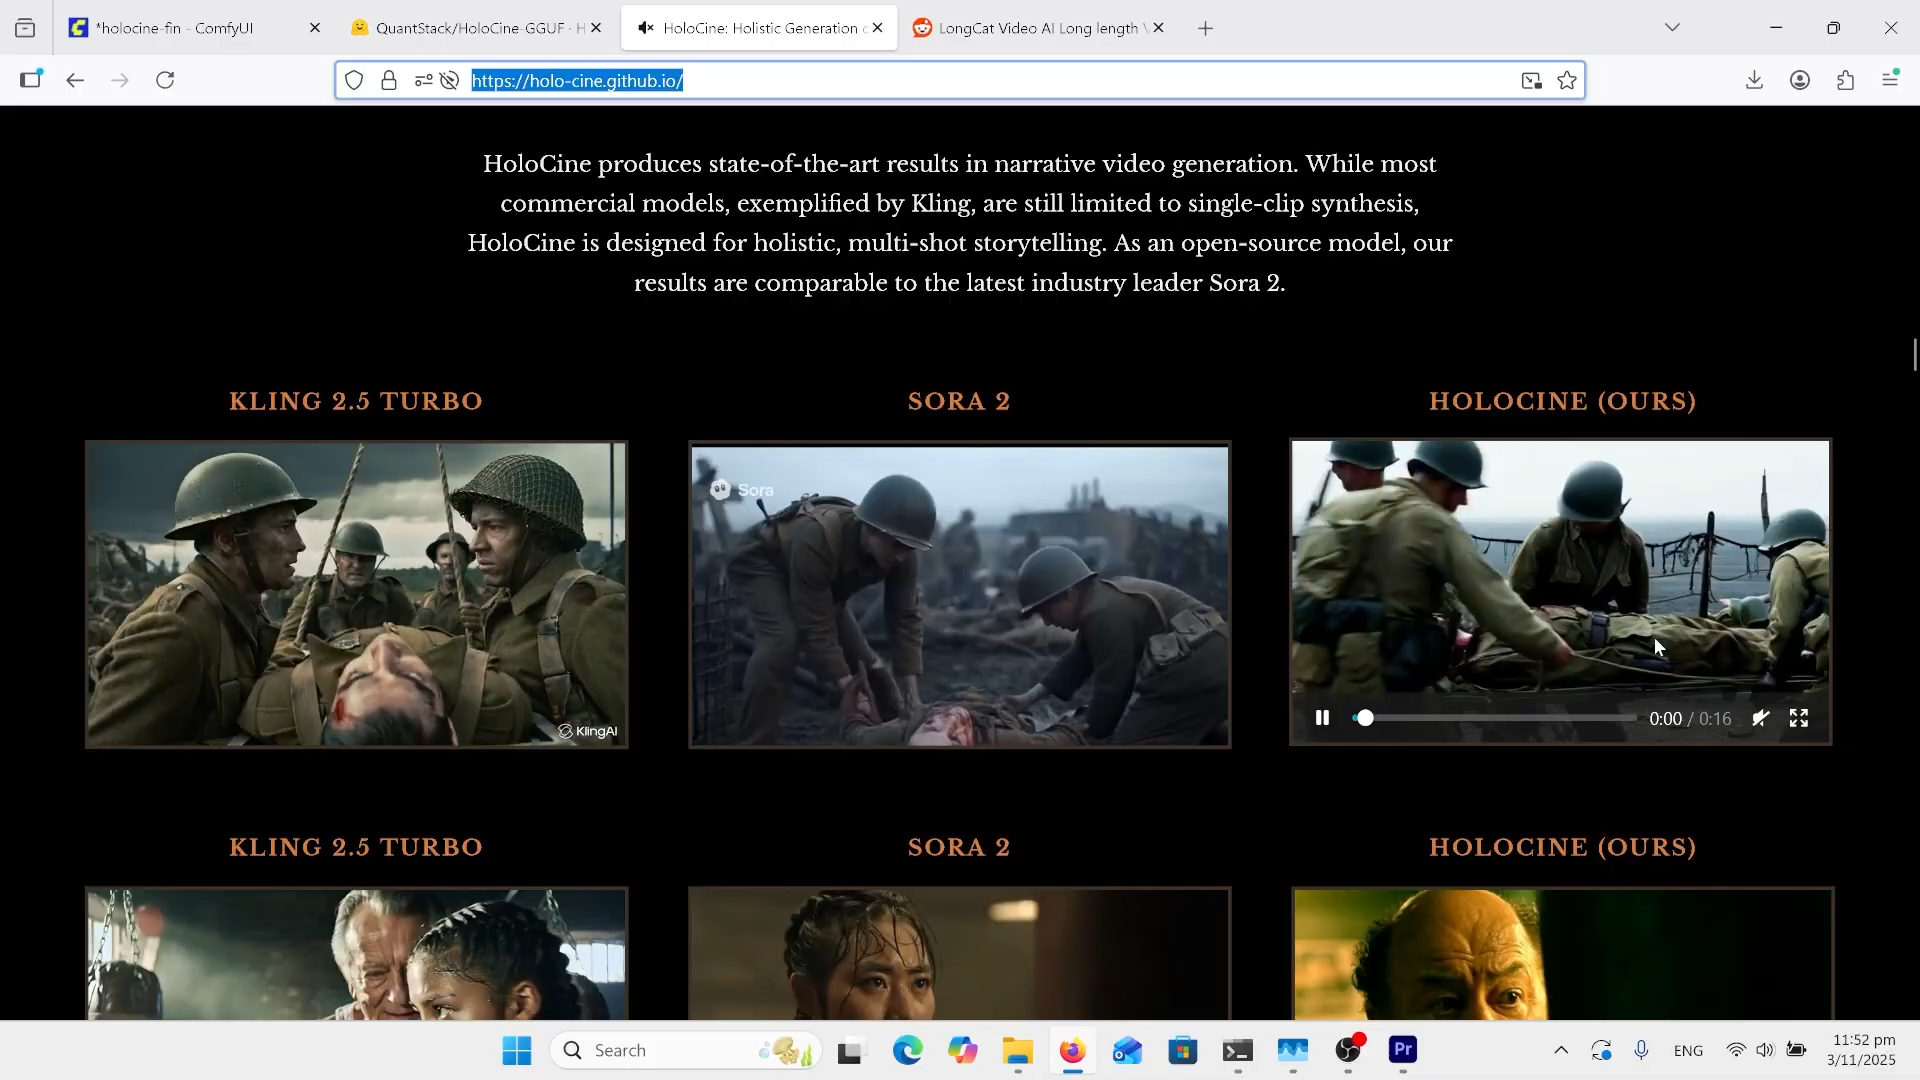 *holocine-fin - ComfyUI
QuantStack/HoloCine-GGUF · H
HoloCine: Holistic Generation
LongCat Video AI Long length
https://holo-cine.github.io/
HoloCine produces state-of-the-art results in narrative video generation. While most
commercial models, exemplified by Kling, are still limited to single-clip synthesis,
HoloCine is designed for holistic, multi-shot storytelling. As an open-source model, our
results are comparable to the latest industry leader Sora 2.
KLING 2.5 TURBO
SORA 2
HOLOCINE (OURS)
Sora
KlingAI
0:00 / 0:16
KLING 2.5 TURBO
SORA 2
HOLOCINE (OURS)
Search
Pr
ENG
11:52 pm
3/11/2025